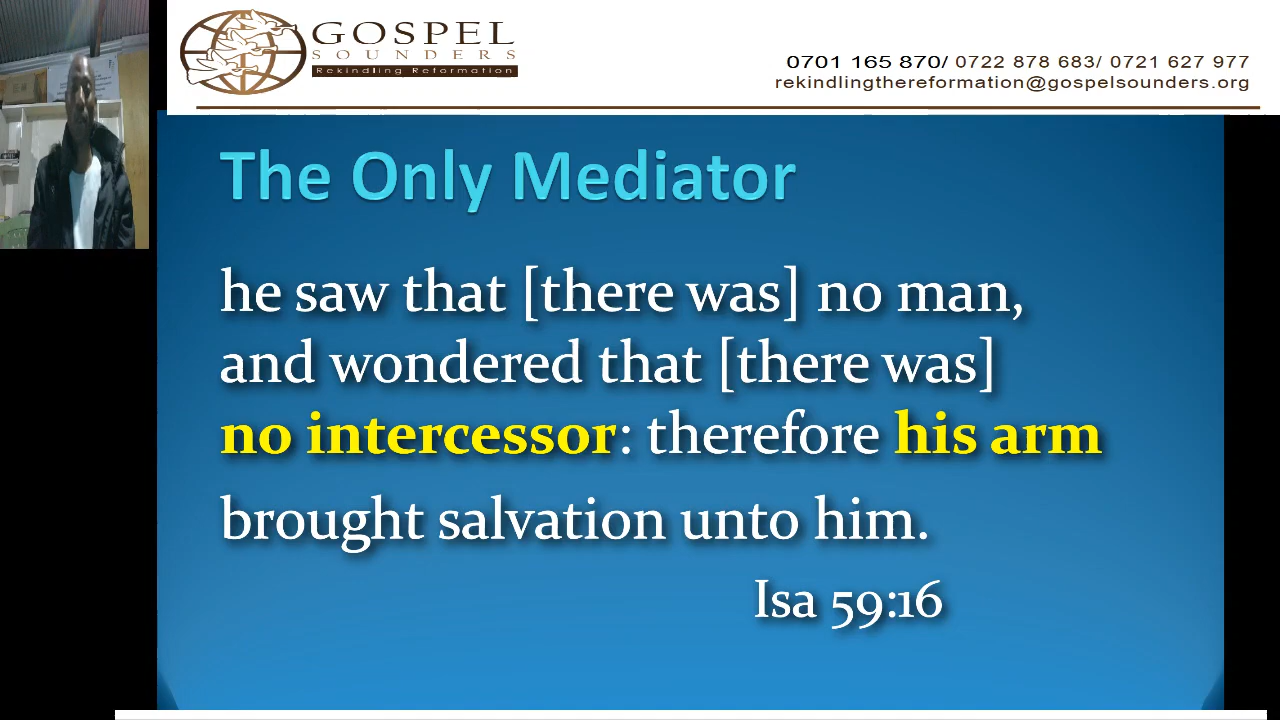 GOSPEL
SOUNDERS
Rekindling Reformation
0701 165 870/ 0722 878 683/ 0721 627 977
rekindlingthereformation@gospelsounders.org
The Only Mediator
he saw that [there was] no man,
and wondered that [there was]
no intercessor: therefore his arm
brought salvation unto him.
Isa 59:16